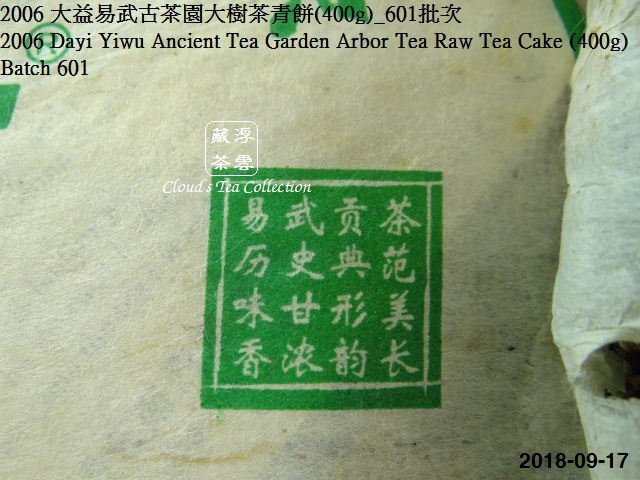 2006 大益易武古茶園大樹茶青餅(400g)_601批次
2006 Dayi Yiwu Ancient Tea Garden Arbor Tea Raw Tea Cake (400g)
Batch 601
®
藏浮
茶雲
Cloud's Tea Collection
易武贡茶
历史典范
味甘形美
香浓韵长
2018-09-17